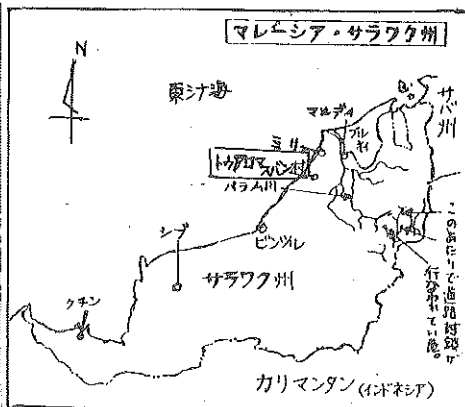 マレーシア・サラワク州
N
東シナ海
サバ州
マルディ
ブルネイ
ミリ
トゥアロマ
スバン村
バラム川
ビンツル
シブ
サラワク州
クチン
このあたりで道路封鎖が
行なわれている。
カリマンタン(インドネシア)